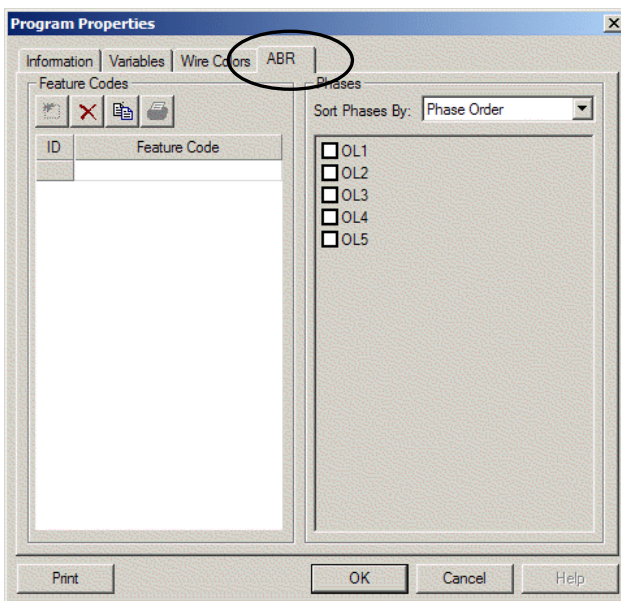 Program Properties
Information Variables Wire Colors ABR
Feature Codes
ID Feature Code
Phases
Sort Phases By: Phase Order
OL1
OL2
OL3
OL4
OL5
Print OK Cancel Help